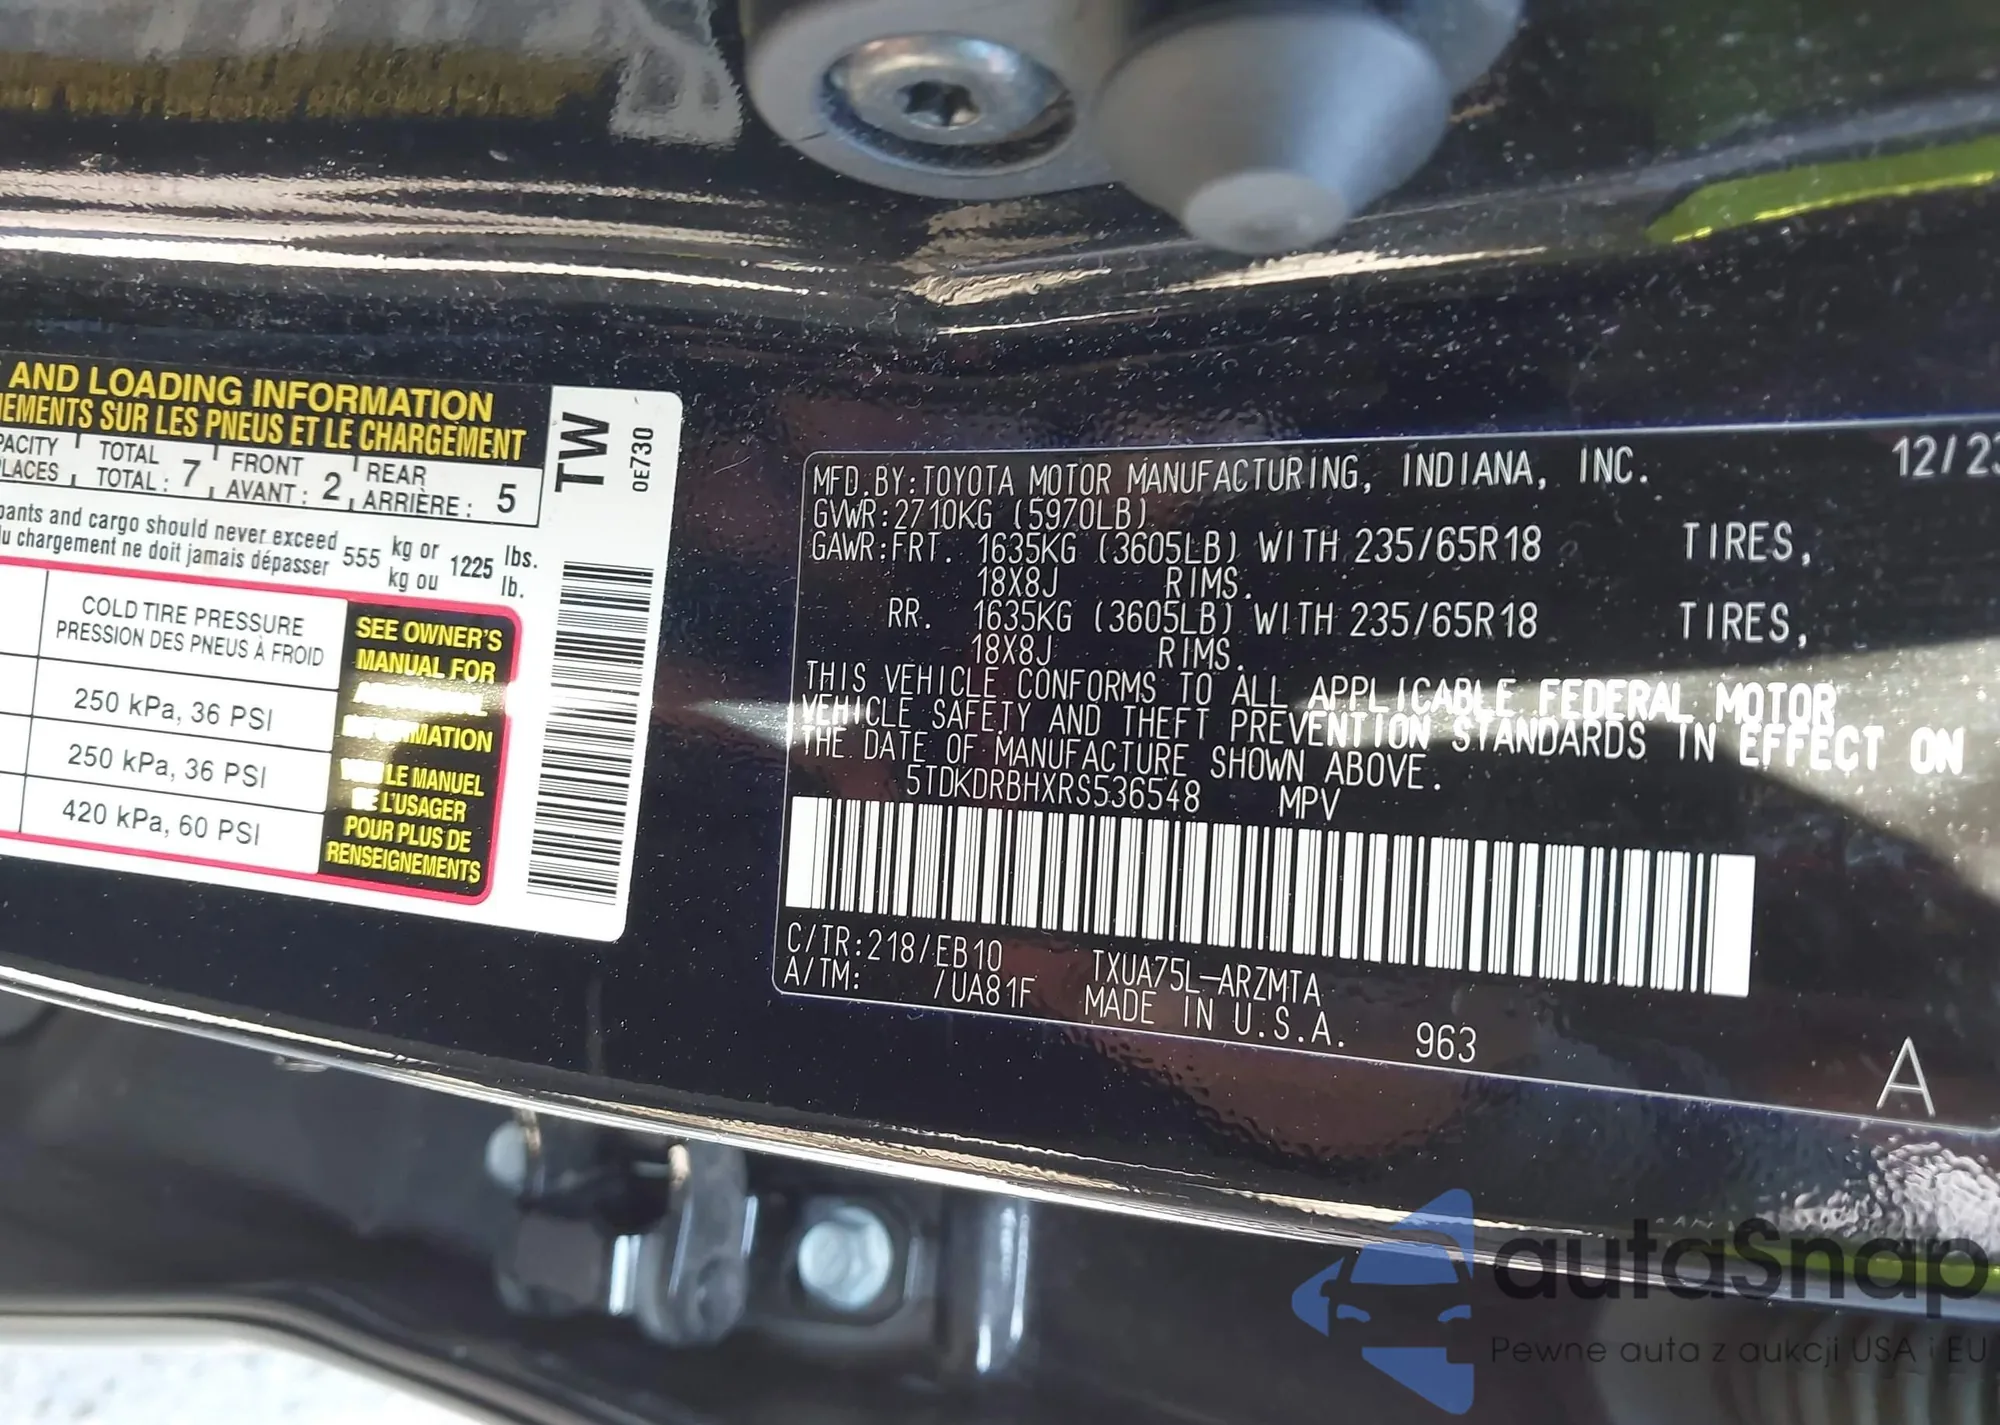 AND LOADING INFORMATION
EMENTS SUR LES PNEUS ET LE CHARGEMENT
PACITY TOTAL FRONT REAR
PLACES TOTAL : 7 AVANT : 2 ARRIÈRE : 5
pants and cargo should never exceed 555 kg or 1225 lbs.
du chargement ne doit jamais dépasser kg ou lb.
COLD TIRE PRESSURE
PRESSION DES PNEUS À FROID
250 kPa, 36 PSI
250 kPa, 36 PSI
420 kPa, 60 PSI
SEE OWNER'S
MANUAL FOR
MATION
LE MANUEL
DE L'USAGER
POUR PLUS DE
RENSEIGNEMENTS
TW
0E730
MFD.BY:TOYOTA MOTOR MANUFACTURING, INDIANA, INC. 12/23
GVWR:2710KG (5970LB)
GAWR:FRT. 1635KG (3605LB) WITH 235/65R18 TIRES,
18X8J RIMS.
RR. 1635KG (3605LB) WITH 235/65R18 TIRES,
18X8J RIMS.
THIS VEHICLE CONFORMS TO ALL APPLICABLE FEDERAL MOTOR
VEHICLE SAFETY AND THEFT PREVENTION STANDARDS IN EFFECT ON
THE DATE OF MANUFACTURE SHOWN ABOVE.
5TDKDRBHXRS536548 MPV
C/TR:218/EB10 TXUA75L-ARZMTA
A/TM: /UA81F MADE IN U.S.A. 963
A
autoSnap
Pewne auta z aukcji USA i EU